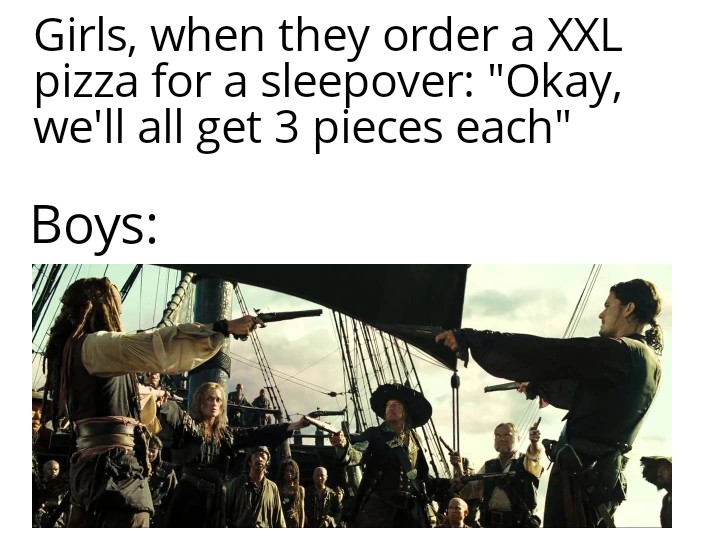 Girls, when they order a XXL
pizza for a sleepover: "Okay,
we'll all get 3 pieces each"
Boys: